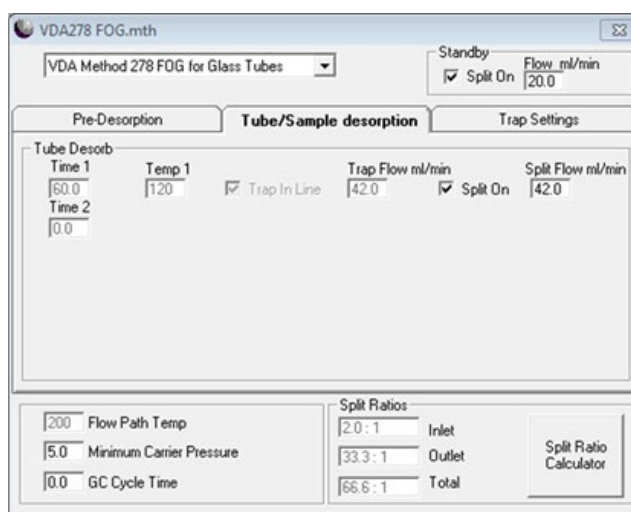 VDA278 FOG.mth
VDA Method 278 FOG for Glass Tubes
Standby
Split On
Flow ml/min
20.0
Pre-Desorption
Tube/Sample desorption
Trap Settings
Tube Desorb
Time 1 Temp 1 Trap Flow ml/min Split Flow ml/min
60.0 120 Trap In Line 42.0 Split On 42.0
Time 2
0.0
200 Flow Path Temp
5.0 Minimum Carrier Pressure
0.0 GC Cycle Time
Split Ratios
2.0 : 1 Inlet
33.3 : 1 Outlet
66.6 : 1 Total
Split Ratio
Calculator